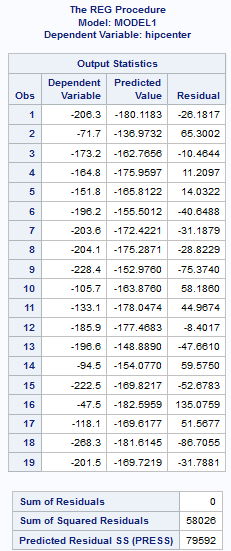 The REG Procedure
Model: MODEL1
Dependent Variable: hipcenter
Output Statistics
Obs Dependent Variable Predicted Value Residual
1 -206.3 -180.1183 -26.1817
2 -71.7 -136.9732 65.3002
3 -173.2 -162.7656 -10.4644
4 -164.8 -175.9597 11.2097
5 -151.8 -165.8122 14.0322
6 -196.2 -155.5012 -40.6488
7 -203.6 -172.4221 -31.1879
8 -204.1 -175.2871 -28.8229
9 -228.4 -152.9760 -75.3740
10 -105.7 -163.8760 58.1860
11 -133.1 -178.0474 44.9674
12 -185.9 -177.4683 -8.4017
13 -196.6 -148.8890 -47.6610
14 -94.5 -154.0770 59.5750
15 -222.5 -169.8217 -52.6783
16 -47.5 -182.5959 135.0759
17 -118.1 -169.6177 51.5677
18 -268.3 -181.6145 -86.7055
19 -201.5 -169.7219 -31.7881
Sum of Residuals 0
Sum of Squared Residuals 58026
Predicted Residual SS (PRESS) 79592